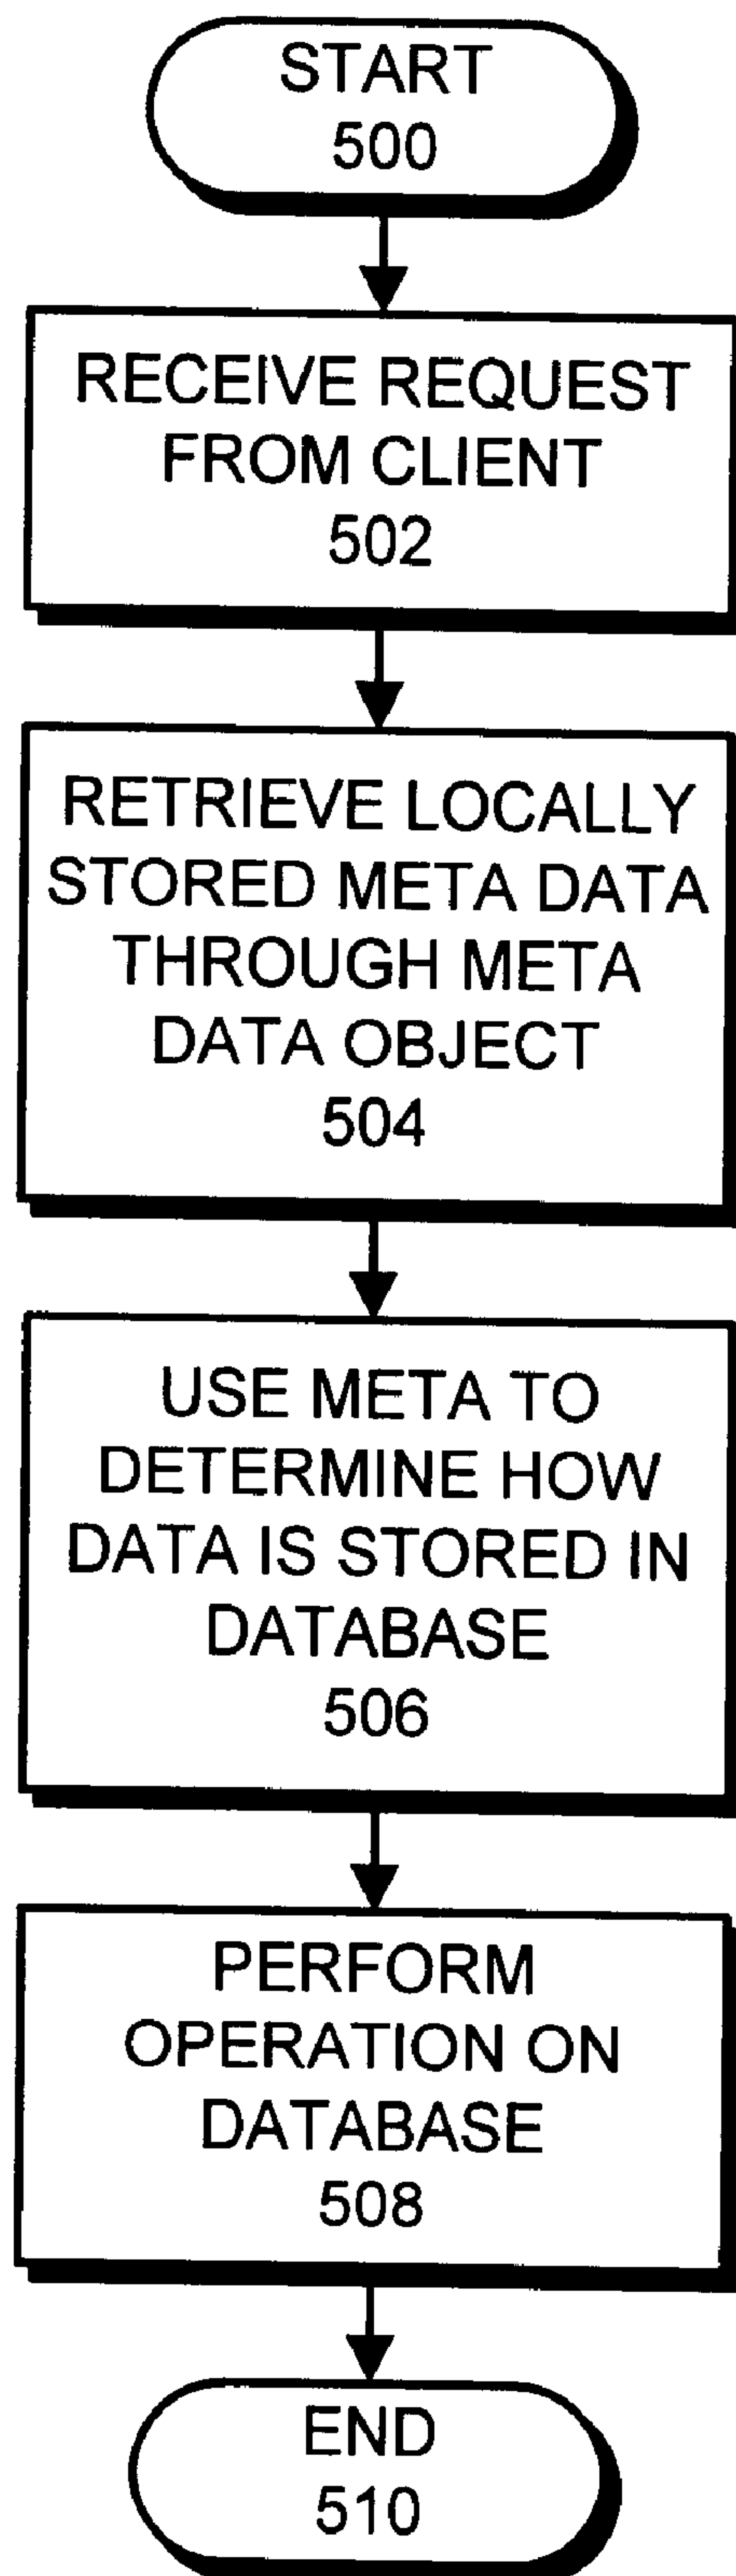 START
500
RECEIVE REQUEST
FROM CLIENT
502
RETRIEVE LOCALLY
STORED META DATA
THROUGH META
DATA OBJECT
504
USE META TO
DETERMINE HOW
DATA IS STORED IN
DATABASE
506
PERFORM
OPERATION ON
DATABASE
508
END
510